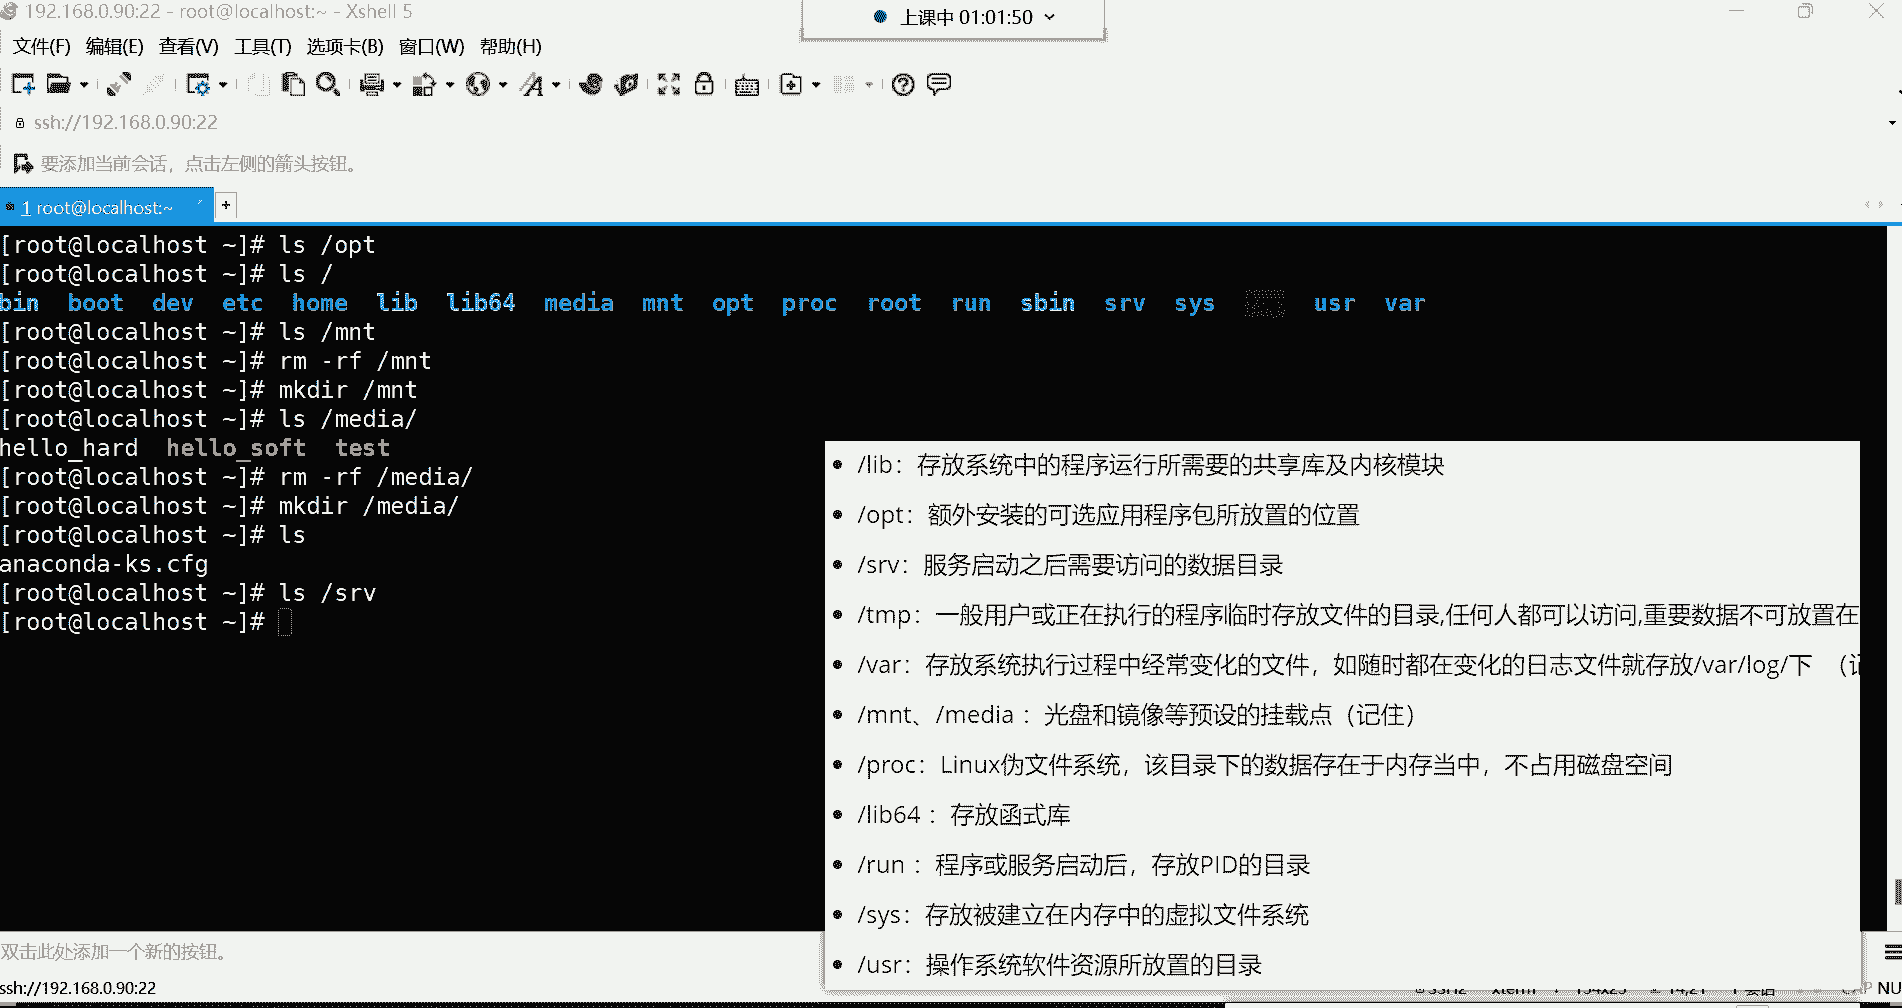 192.168.0.90:22 - root@localhost:~ - Xshell 5
上课中 01:01:50
文件(F) 编辑(E) 查看(V) 工具(T) 选项卡(B) 窗口(W) 帮助(H)
ssh://192.168.0.90:22
要添加当前会话，点击左侧的箭头按钮。
1 root@localhost:~
+
[root@localhost ~]# ls /opt
[root@localhost ~]# ls /
bin boot dev etc home lib lib64 media mnt opt proc root run sbin srv sys usr var
[root@localhost ~]# ls /mnt
[root@localhost ~]# rm -rf /mnt
[root@localhost ~]# mkdir /mnt
[root@localhost ~]# ls /media/
hello_hard hello_soft test
[root@localhost ~]# rm -rf /media/
[root@localhost ~]# mkdir /media/
[root@localhost ~]# ls
anaconda-ks.cfg
[root@localhost ~]# ls /srv
[root@localhost ~]#
/lib：存放系统中的程序运行所需要的共享库及内核模块
/opt：额外安装的可选应用程序包所放置的位置
/srv：服务启动之后需要访问的数据目录
/tmp：一般用户或正在执行的程序临时存放文件的目录,任何人都可以访问,重要数据不可放置在
/var：存放系统执行过程中经常变化的文件，如随时都在变化的日志文件就存放/var/log/下 （
/mnt、/media ：光盘和镜像等预设的挂载点（记住）
/proc：Linux伪文件系统，该目录下的数据存在于内存当中，不占用磁盘空间
/lib64 ：存放函式库
/run ：程序或服务启动后，存放PID的目录
/sys：存放被建立在内存中的虚拟文件系统
/usr：操作系统软件资源所放置的目录
双击此处添加一个新的按钮。
ssh://192.168.0.90:22
NU